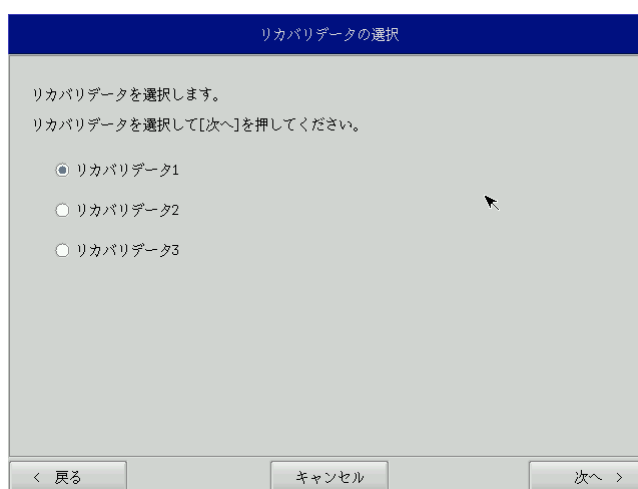 リカバリデータの選択
リカバリデータを選択します。
リカバリデータを選択して[次へ]を押してください。
リカバリデータ1
リカバリデータ2
リカバリデータ3
< 戻る
キャンセル
次へ >